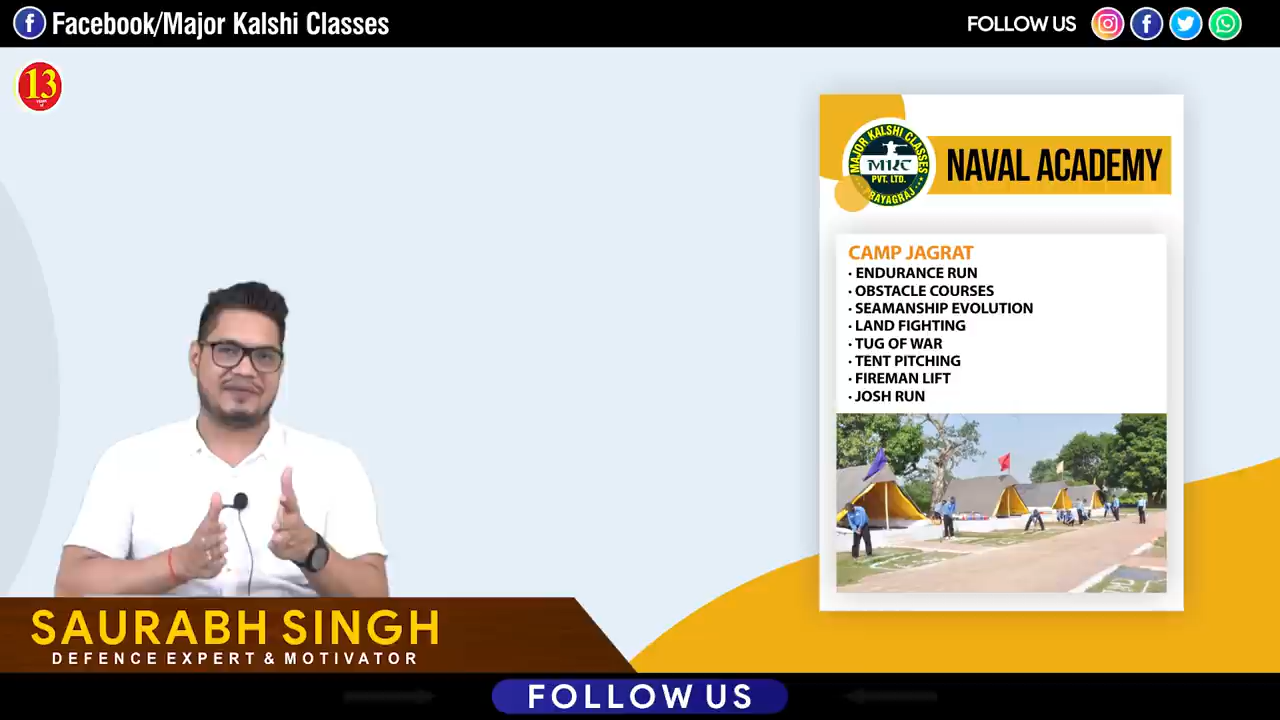 Facebook/Major Kalshi Classes
FOLLOW US
13
YEARS
of
MAJOR KALSHI CLASSES
MKC
PVT. LTD.
PRAYAGRAJ
NAVAL ACADEMY
CAMP JAGRAT
· ENDURANCE RUN
· OBSTACLE COURSES
· SEAMANSHIP EVOLUTION
· LAND FIGHTING
· TUG OF WAR
· TENT PITCHING
· FIREMAN LIFT
· JOSH RUN
SAURABH SINGH
DEFENCE EXPERT & MOTIVATOR
FOLLOW US